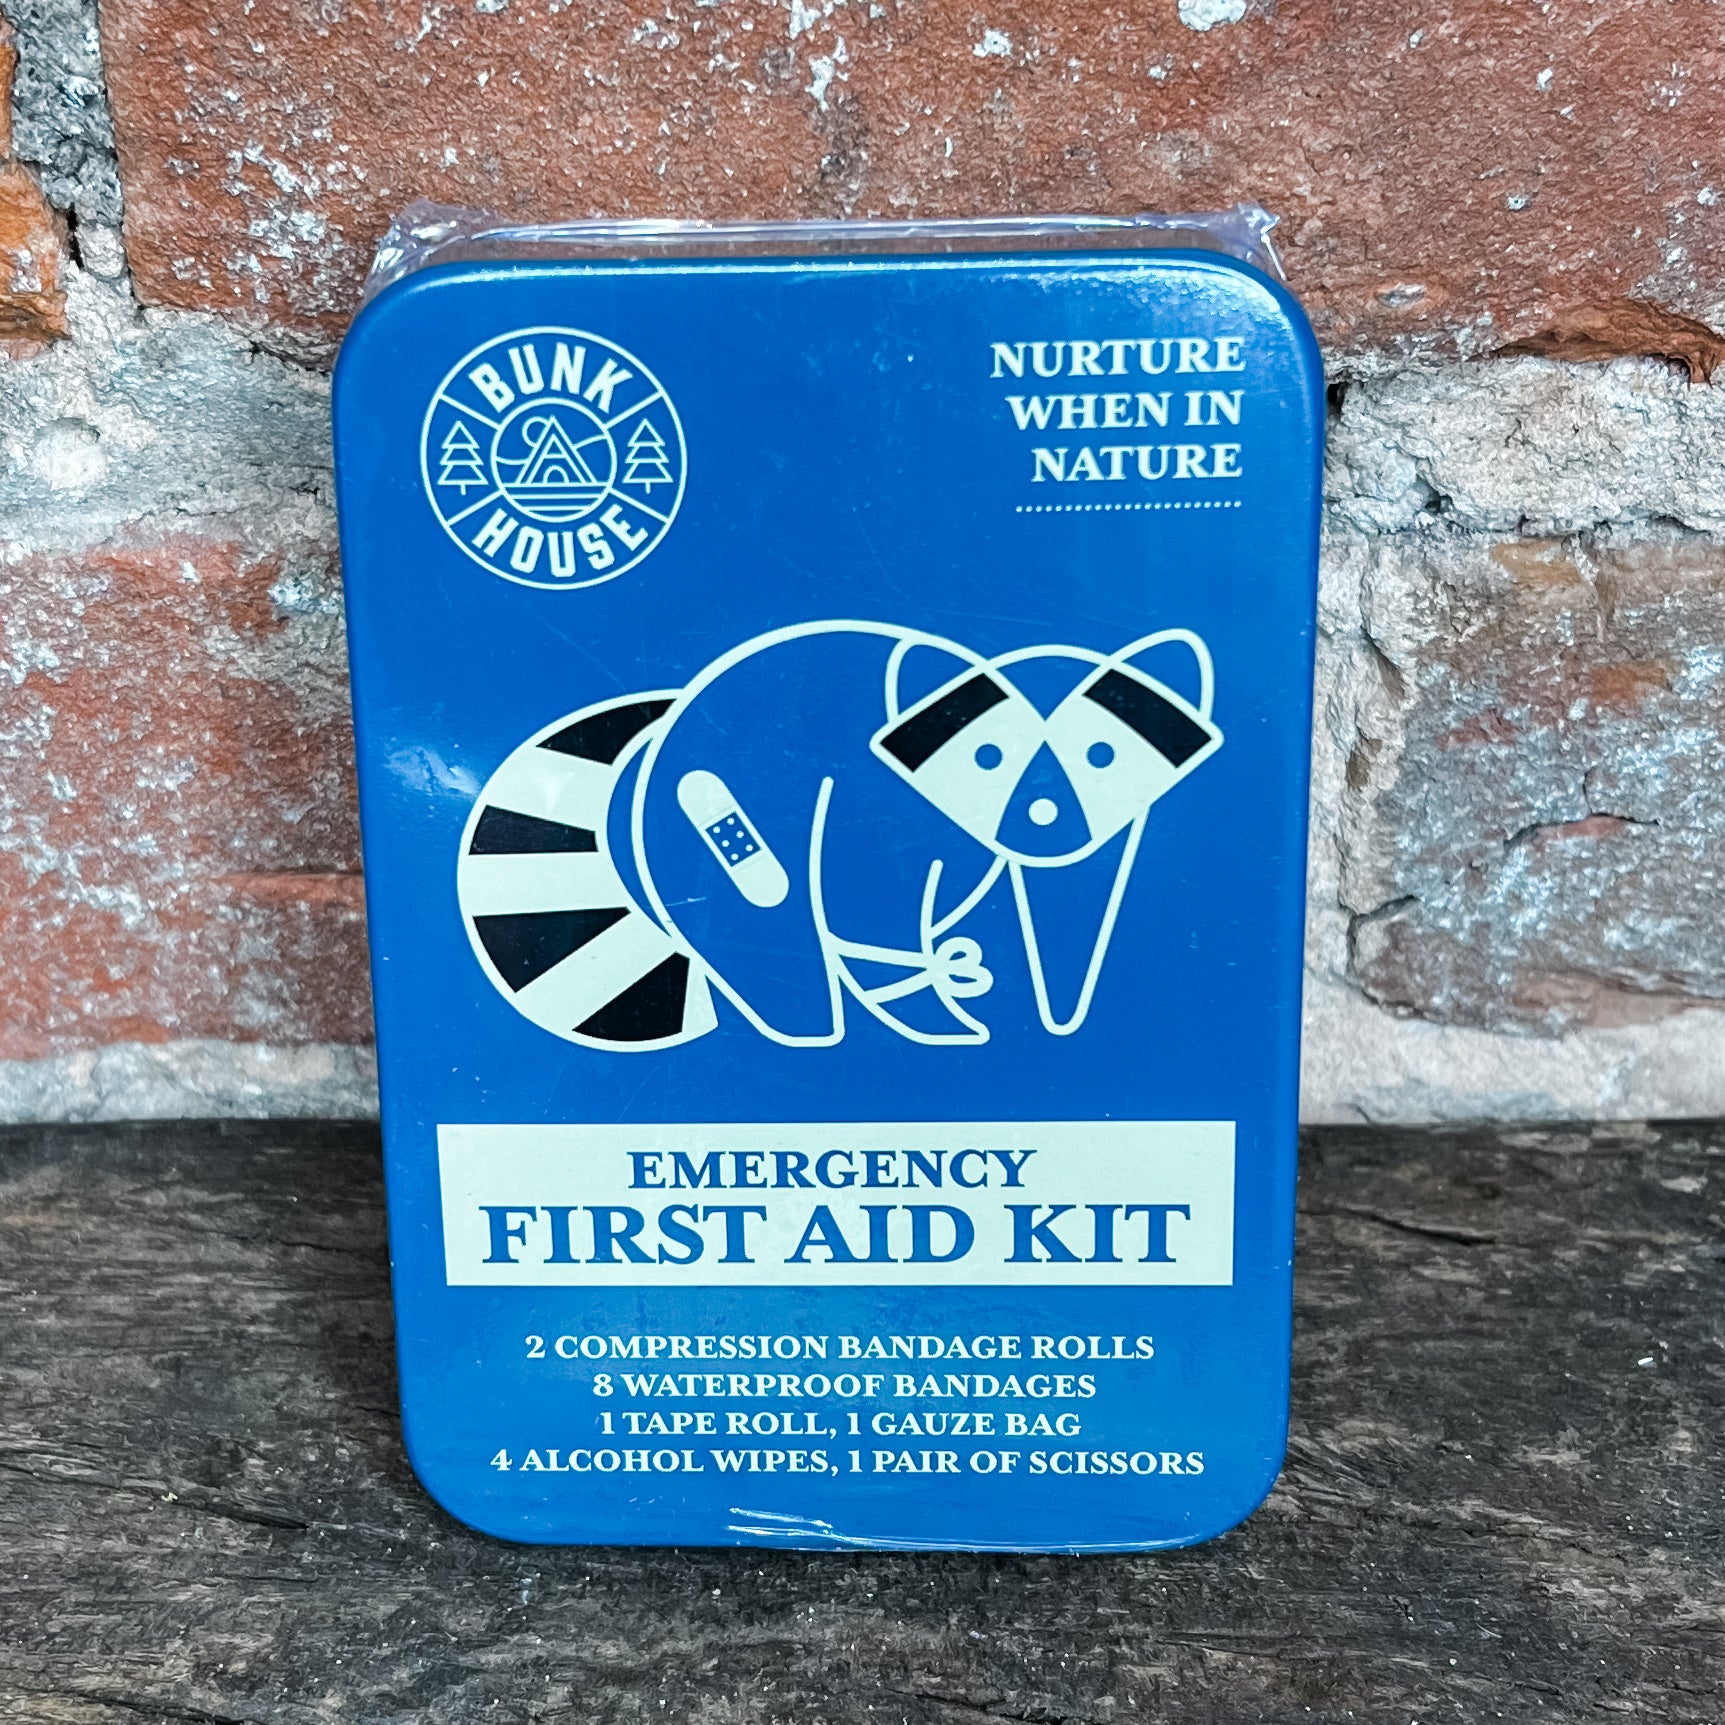 BUNK
HOUSE
NURTURE
WHEN IN
NATURE
EMERGENCY
FIRST AID KIT
2 COMPRESSION BANDAGE ROLLS
8 WATERPROOF BANDAGES
1 TAPE ROLL, 1 GAUZE BAG
4 ALCOHOL WIPES, 1 PAIR OF SCISSORS